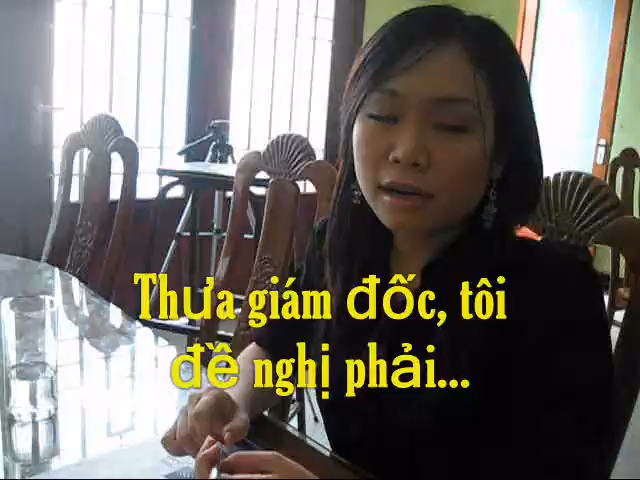 Thưa giám đốc, tôi
đề nghị phải...